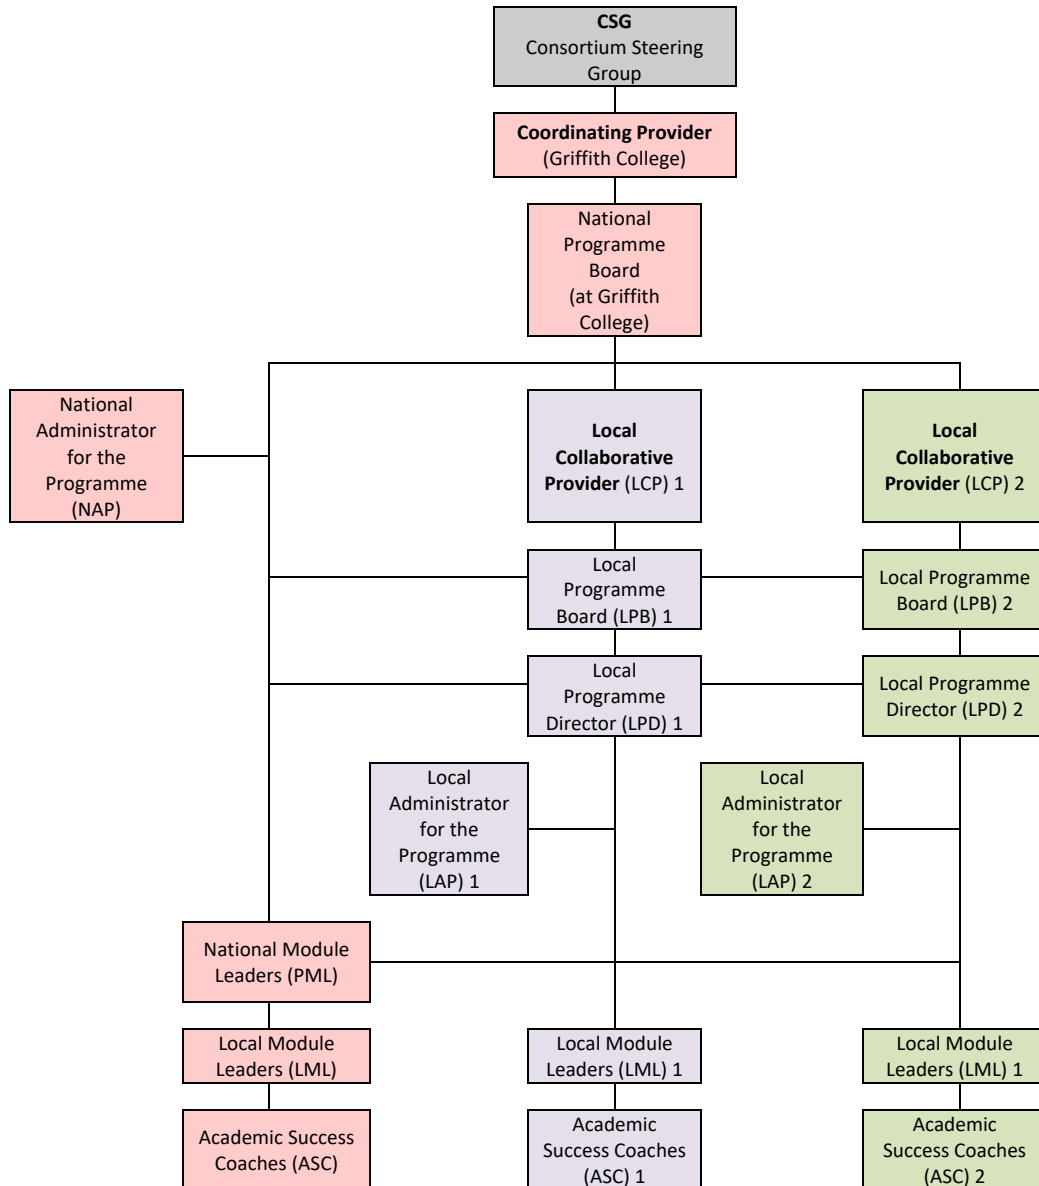 CSG
Consortium Steering
Group
Coordinating Provider
(Griffith College)
National
Programme
Board
(at Griffith
College)
National
Administrator
for the
Programme
(NAP)
Local
Collaborative
Provider (LCP) 1
Local
Collaborative
Provider (LCP) 2
Local
Programme
Board (LPB) 1
Local Programme
Board (LPB) 2
Local
Programme
Director (LPD) 1
Local Programme
Director (LPD) 2
Local
Administrator
for the
Programme
(LAP) 1
Local
Administrator
for the
Programme
(LAP) 2
National Module
Leaders (PML)
Local Module
Leaders (LML)
Local Module
Leaders (LML) 1
Local Module
Leaders (LML) 1
Academic Success
Coaches (ASC)
Academic
Success Coaches
(ASC) 1
Academic
Success Coaches
(ASC) 2